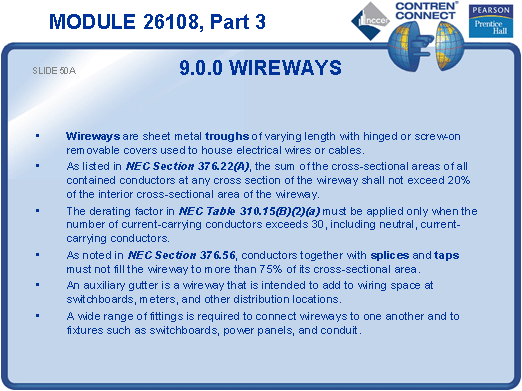 MODULE 26108, Part 3
nccer
CONTREN
CONNECT
PEARSON
Prentice
Hall
SLIDE 50A
9.0.0 WIREWAYS
• Wireways are sheet metal troughs of varying length with hinged or screw-on
removable covers used to house electrical wires or cables.
• As listed in NEC Section 376.22(A), the sum of the cross-sectional areas of all
contained conductors at any cross section of the wireway shall not exceed 20%
of the interior cross-sectional area of the wireway.
• The derating factor in NEC Table 310.15(B)(2)(a) must be applied only when the
number of current-carrying conductors exceeds 30, including neutral, current-
carrying conductors.
• As noted in NEC Section 376.56, conductors together with splices and taps
must not fill the wireway to more than 75% of its cross-sectional area.
• An auxiliary gutter is a wireway that is intended to add to wiring space at
switchboards, meters, and other distribution locations.
• A wide range of fittings is required to connect wireways to one another and to
fixtures such as switchboards, power panels, and conduit.